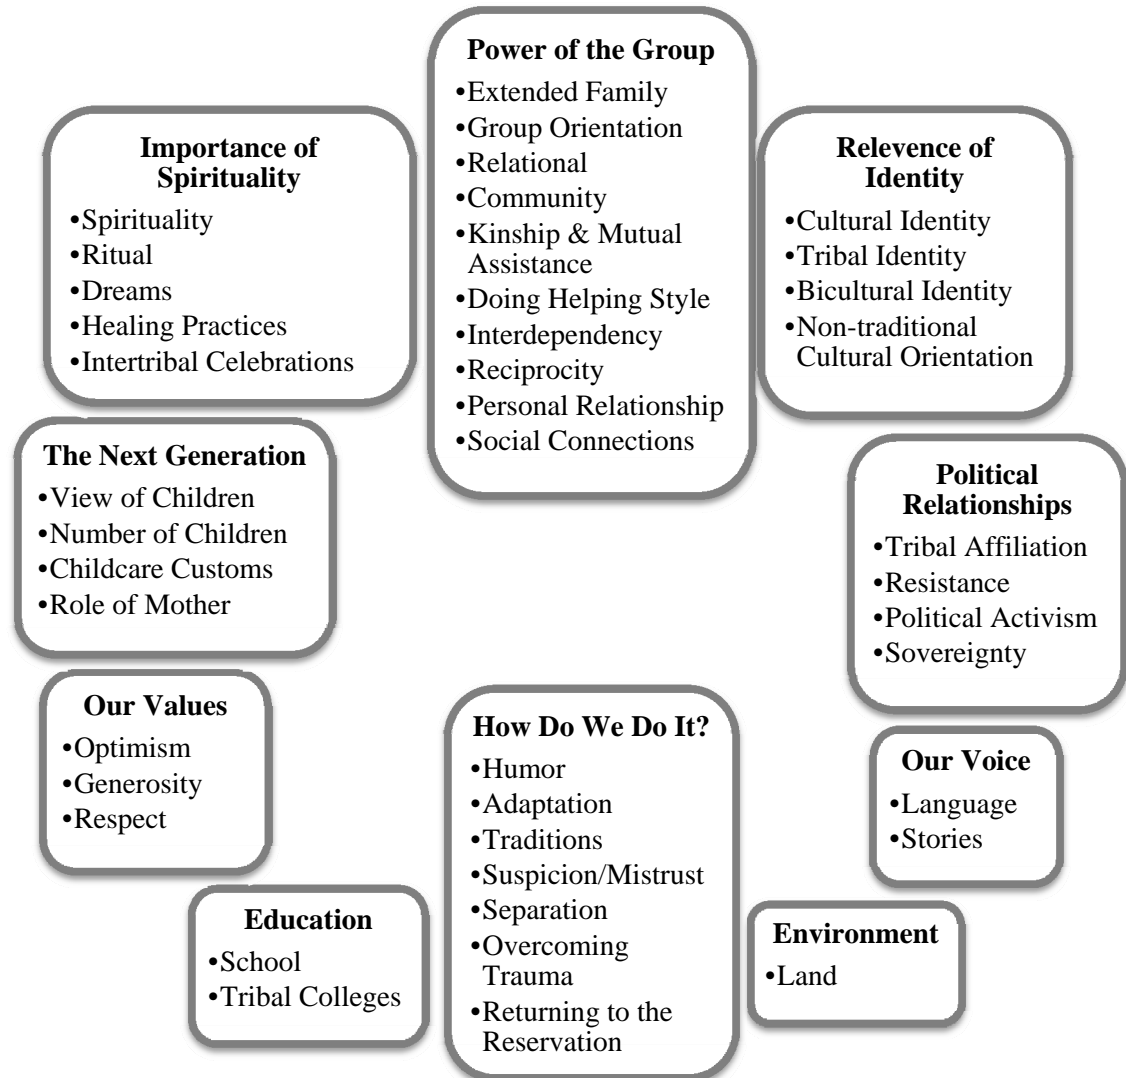 Power of the Group
•Extended Family
•Group Orientation
•Relational
•Community
•Kinship & Mutual
Assistance
•Doing Helping Style
•Interdependency
•Reciprocity
•Personal Relationship
•Social Connections
Importance of
Spirituality
•Spirituality
•Ritual
•Dreams
•Healing Practices
•Intertribal Celebrations
Relevence of
Identity
•Cultural Identity
•Tribal Identity
•Bicultural Identity
•Non-traditional
Cultural Orientation
The Next Generation
•View of Children
•Number of Children
•Childcare Customs
•Role of Mother
Political
Relationships
•Tribal Affiliation
•Resistance
•Political Activism
•Sovereignty
Our Values
•Optimism
•Generosity
•Respect
How Do We Do It?
•Humor
•Adaptation
•Traditions
•Suspicion/Mistrust
•Separation
•Overcoming
Trauma
•Returning to the
Reservation
Our Voice
•Language
•Stories
Education
•School
•Tribal Colleges
Environment
•Land